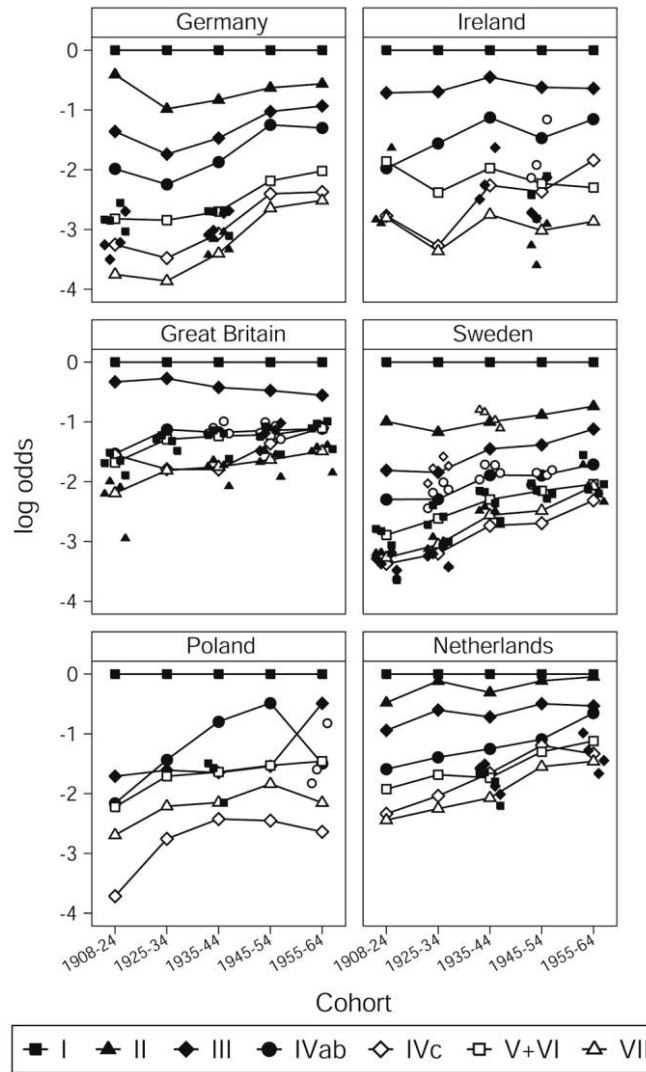 Germany
Ireland
0
-1
-2
-3
-4
Great Britain
Sweden
0
-1
-2
-3
-4
log odds
Poland
Netherlands
0
-1
-2
-3
-4
1908-24
1925-34
1935-44
1945-54
1955-64
1908-24
1925-34
1935-44
1945-54
1955-64
Cohort
I II III IVab IVc V+VI VII